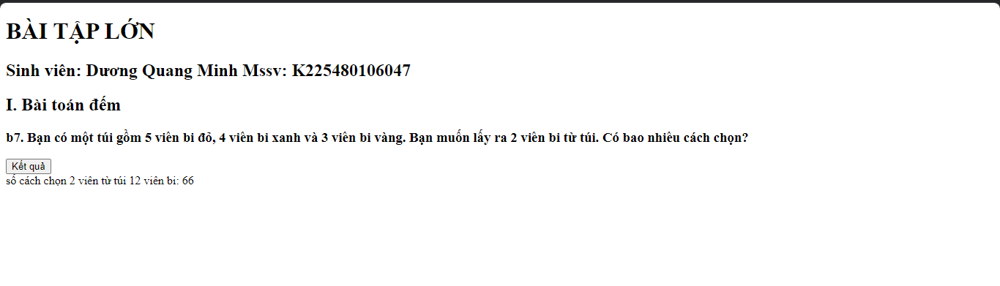 BÀI TẬP LỚN
Sinh viên: Dương Quang Minh Mssv: K225480106047
I. Bài toán đếm
b7. Bạn có một túi gồm 5 viên bi đỏ, 4 viên bi xanh và 3 viên bi vàng. Bạn muốn lấy ra 2 viên bi từ túi. Có bao nhiêu cách chọn?
Kết quả
số cách chọn 2 viên từ túi 12 viên bi: 66